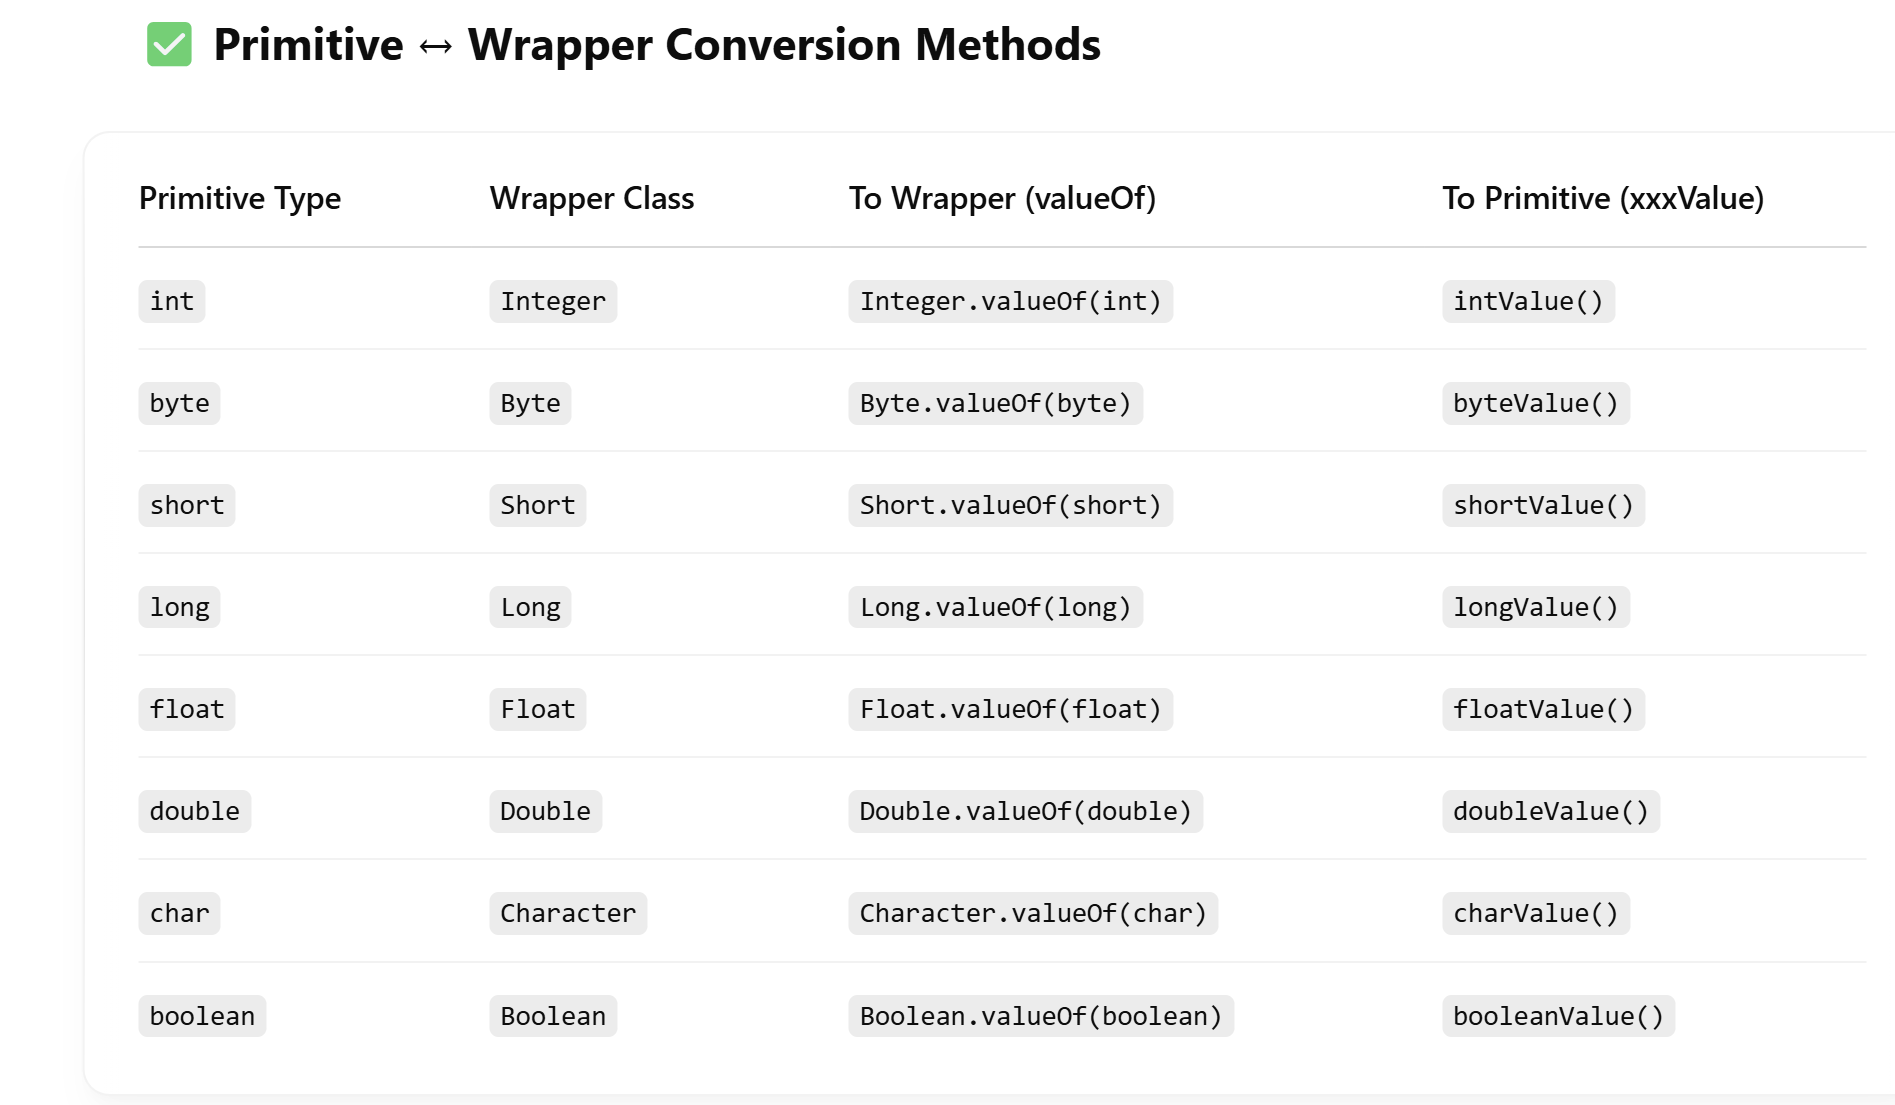 ✅ Primitive ↔ Wrapper Conversion Methods
Primitive Type Wrapper Class To Wrapper (valueOf) To Primitive (xxxValue)
int Integer Integer.valueOf(int) intValue()
byte Byte Byte.valueOf(byte) byteValue()
short Short Short.valueOf(short) shortValue()
long Long Long.valueOf(long) longValue()
float Float Float.valueOf(float) floatValue()
double Double Double.valueOf(double) doubleValue()
char Character Character.valueOf(char) charValue()
boolean Boolean Boolean.valueOf(boolean) booleanValue()